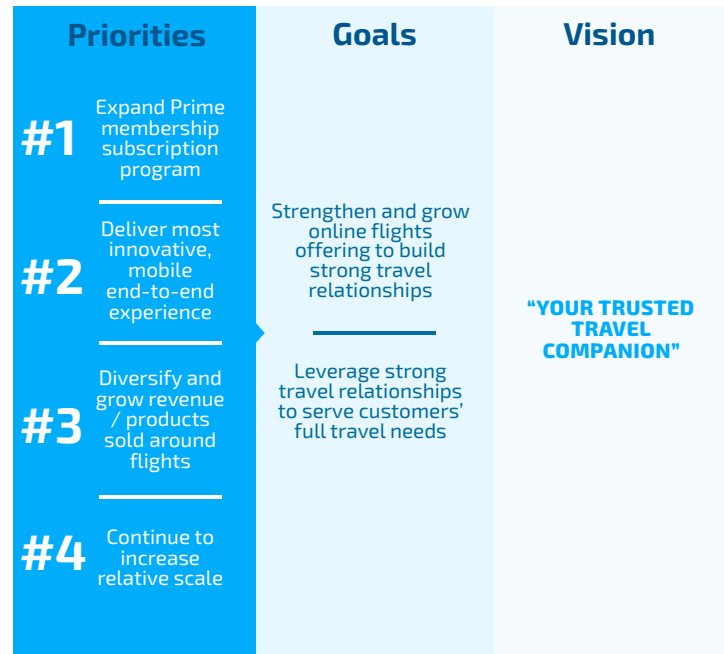 Priorities
#1
Expand Prime
membership
subscription
program
#2
Deliver most
innovative,
mobile
end-to-end
experience
#3
Diversify and
grow revenue
/ products
sold around
flights
#4
Continue to
increase
relative scale
Goals
Strengthen and grow
online flights
offering to build
strong travel
relationships
Leverage strong
travel relationships
to serve customers’
full travel needs
Vision
“YOUR TRUSTED
TRAVEL
COMPANION”